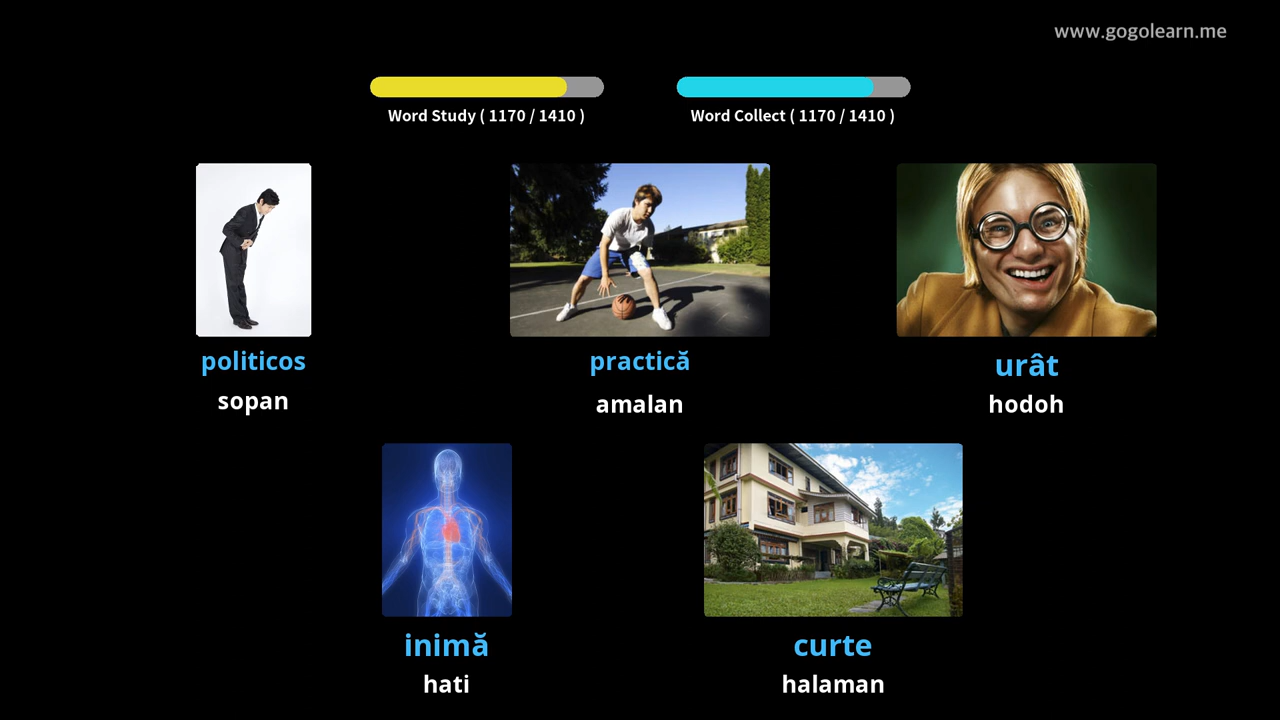 www.gogolearn.me
Word Study ( 1170 / 1410 )
Word Collect ( 1170 / 1410 )
politicos
sopan
practică
amalan
urât
hodoh
inimă
hati
curte
halaman